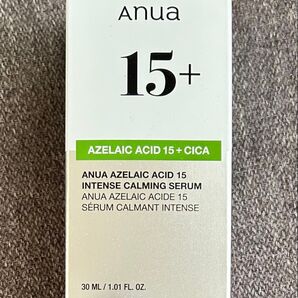 Anua
15+
AZELAIC ACID 15 + CICA
ANUA AZELAIC ACID 15
INTENSE CALMING SERUM
ANUA AZELAIC ACIDE 15
SÉRUM CALMANT INTENSE
30 ML / 1.01 FL. OZ.